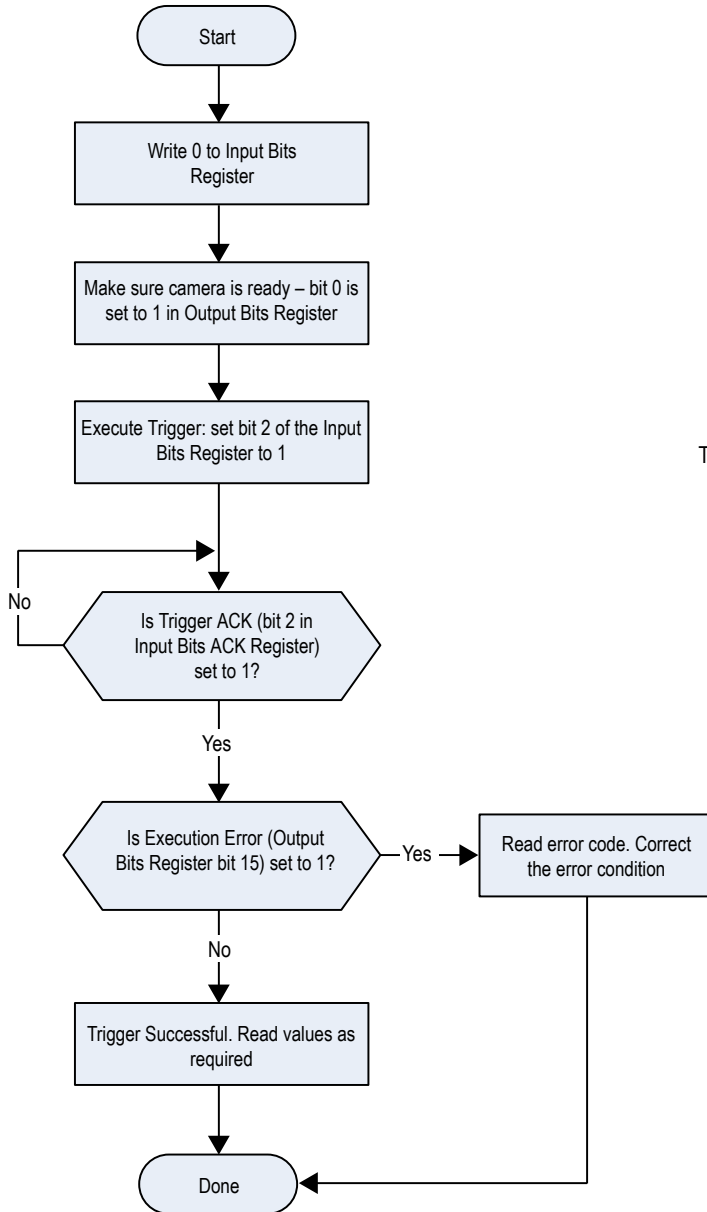 Start
Write 0 to Input Bits
Register
Make sure camera is ready – bit 0 is
set to 1 in Output Bits Register
Execute Trigger: set bit 2 of the Input
Bits Register to 1
T
No
Is Trigger ACK (bit 2 in
Input Bits ACK Register)
set to 1?
Yes
Is Execution Error (Output
Bits Register bit 15) set to 1?
Yes
Read error code. Correct
the error condition
No
Trigger Successful. Read values as
required
Done